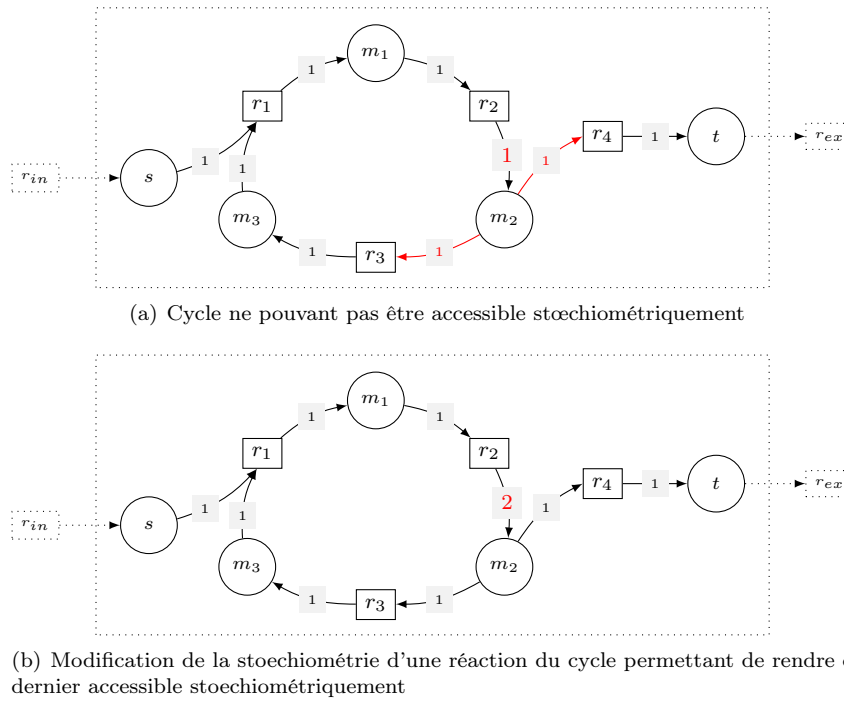 m1
1 1
r1 r2
r4 1 t rex
1 1 1
1
rin s
m3 m2
1 r3 1
(a) Cycle ne pouvant pas être accessible stœchiométriquement
m1
1 1
r1 r2
r4 1 t rex
2 1
1
1
rin s
m3 m2
1 r3 1
(b) Modification de la stoechiométrie d'une réaction du cycle permettant de rendre
dernier accessible stoechiométriquement